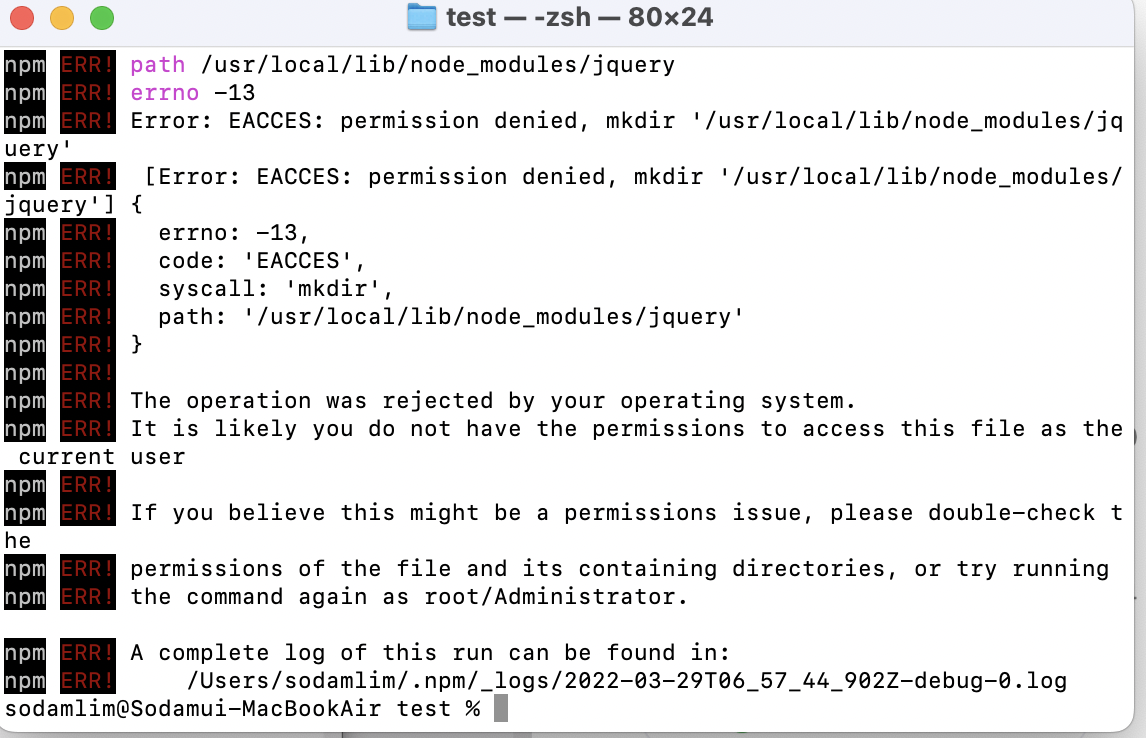 test — -zsh — 80×24
npm ERR! path /usr/local/lib/node_modules/jquery
npm ERR! errno -13
npm ERR! Error: EACCES: permission denied, mkdir '/usr/local/lib/node_modules/jq
uery'
npm ERR!  [Error: EACCES: permission denied, mkdir '/usr/local/lib/node_modules/
jquery'] {
npm ERR!   errno: -13,
npm ERR!   code: 'EACCES',
npm ERR!   syscall: 'mkdir',
npm ERR!   path: '/usr/local/lib/node_modules/jquery'
npm ERR! }
npm ERR!
npm ERR! The operation was rejected by your operating system.
npm ERR! It is likely you do not have the permissions to access this file as the
 current user
npm ERR!
npm ERR! If you believe this might be a permissions issue, please double-check t
he
npm ERR! permissions of the file and its containing directories, or try running
npm ERR! the command again as root/Administrator.

npm ERR! A complete log of this run can be found in:
npm ERR!     /Users/sodamlim/.npm/_logs/2022-03-29T06_57_44_902Z-debug-0.log
sodamlim@Sodamui-MacBookAir test %